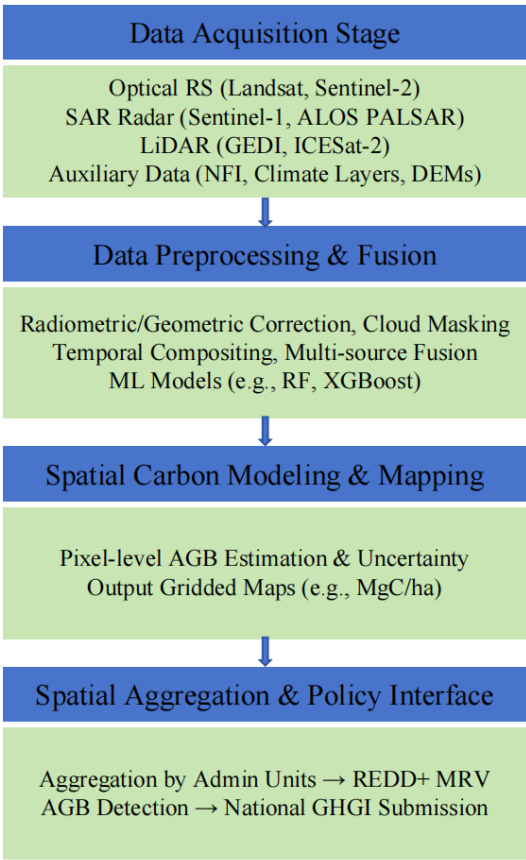 Data Acquisition Stage
Optical RS (Landsat, Sentinel-2)
SAR Radar (Sentinel-1, ALOS PALSAR)
LiDAR (GEDI, ICESat-2)
Auxiliary Data (NFI, Climate Layers, DEMs)
Data Preprocessing & Fusion
Radiometric/Geometric Correction, Cloud Masking
Temporal Compositing, Multi-source Fusion
ML Models (e.g., RF, XGBoost)
Spatial Carbon Modeling & Mapping
Pixel-level AGB Estimation & Uncertainty
Output Gridded Maps (e.g., MgC/ha)
Spatial Aggregation & Policy Interface
Aggregation by Admin Units → REDD+ MRV
AGB Detection → National GHGI Submission